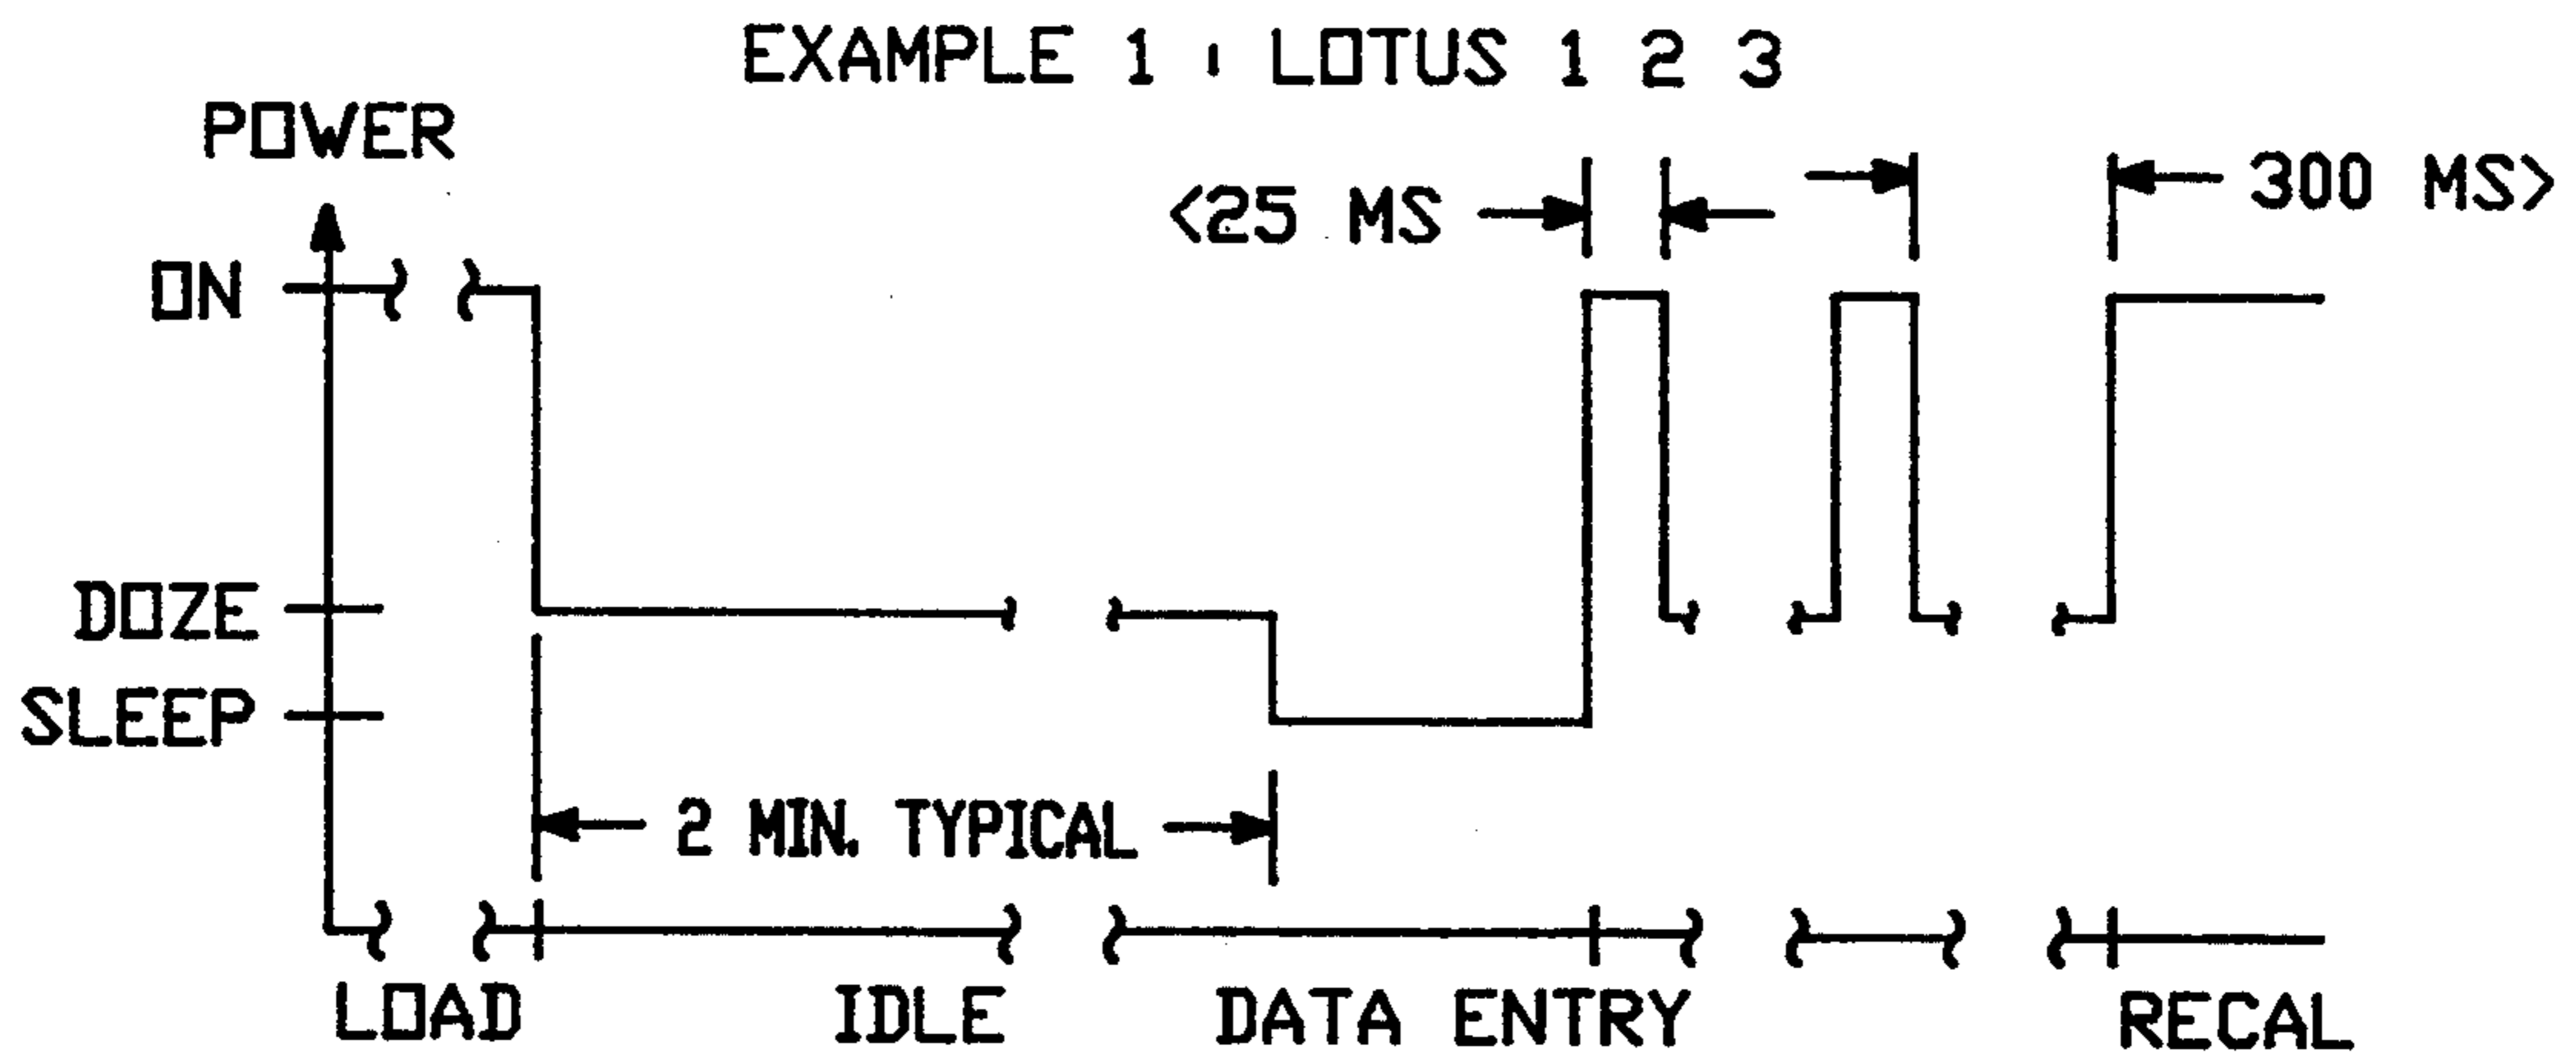 EXAMPLE 1 : LOTUS 1 2 3
POWER
<25 MS
300 MS>
ON
DOZE
SLEEP
2 MIN. TYPICAL
LOAD
IDLE
DATA ENTRY
RECAL